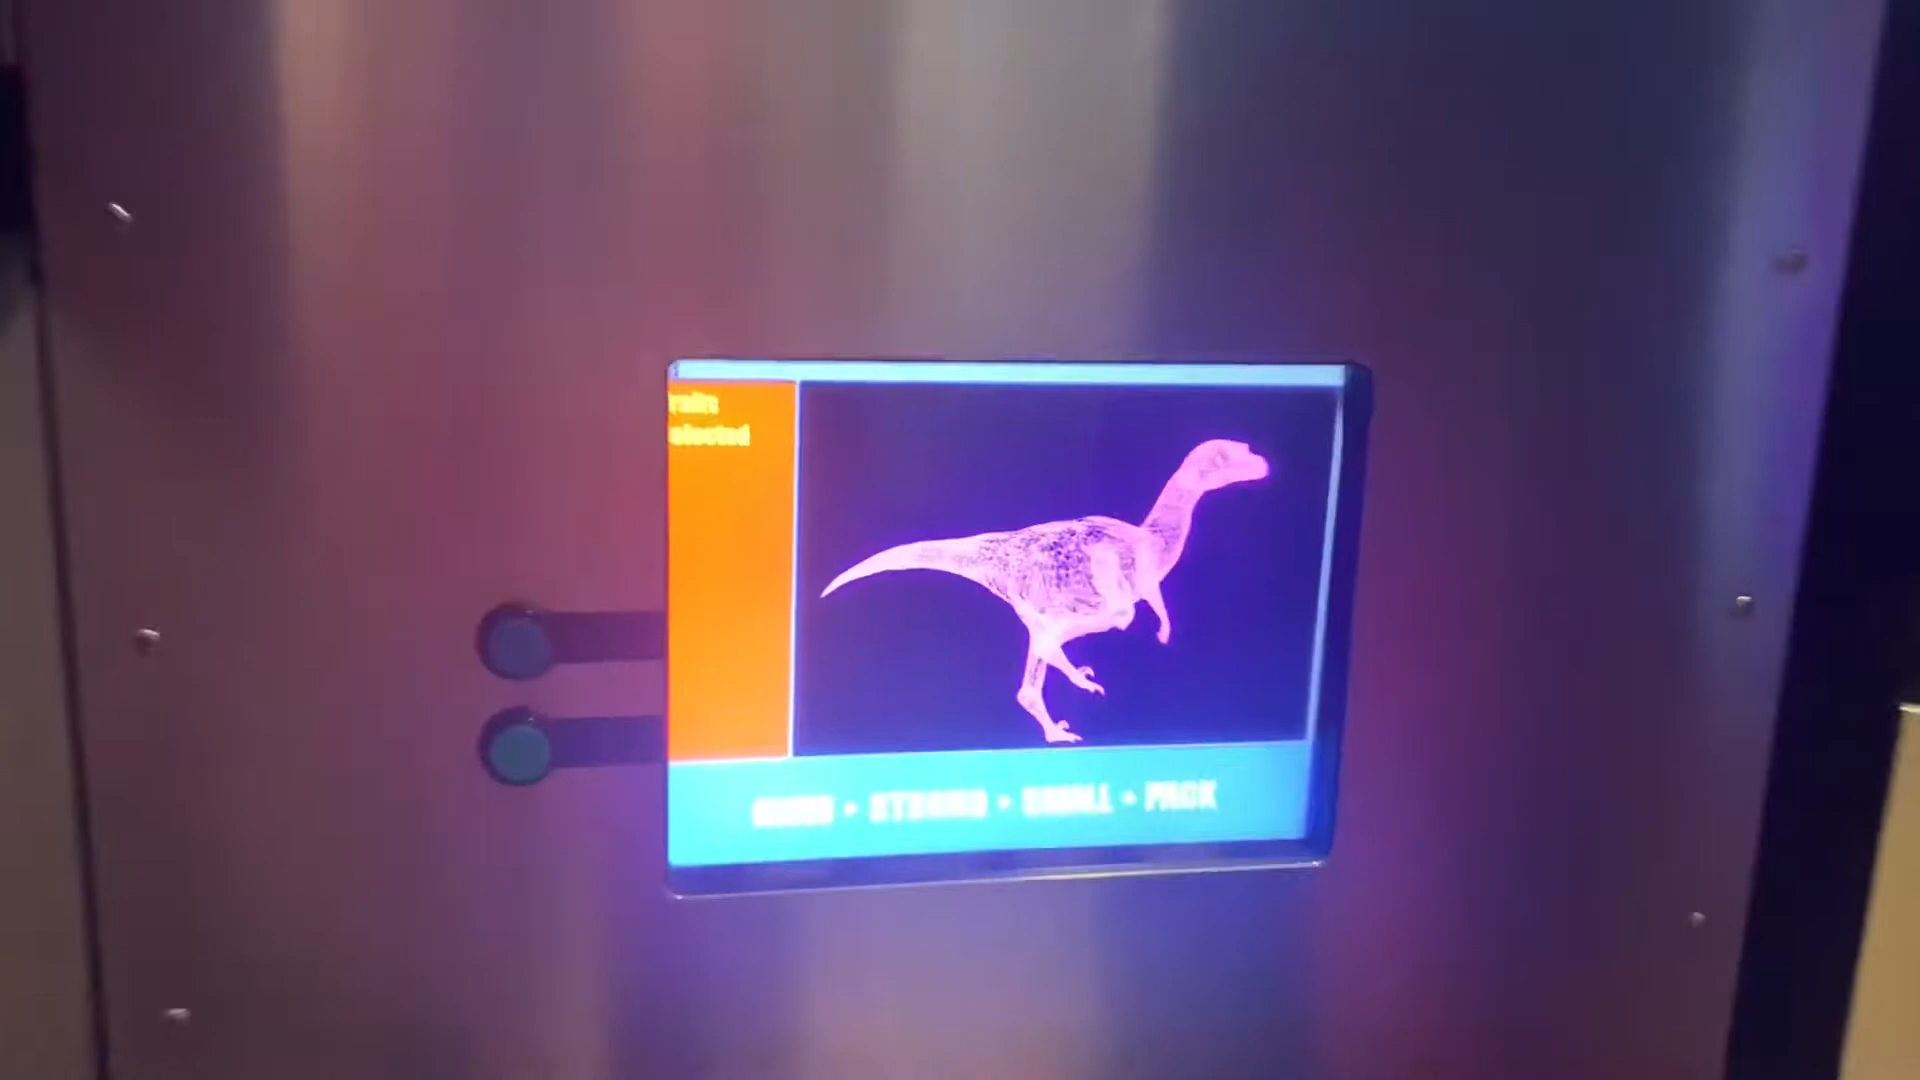 raits
elected
STRONG • SMALL • PACK